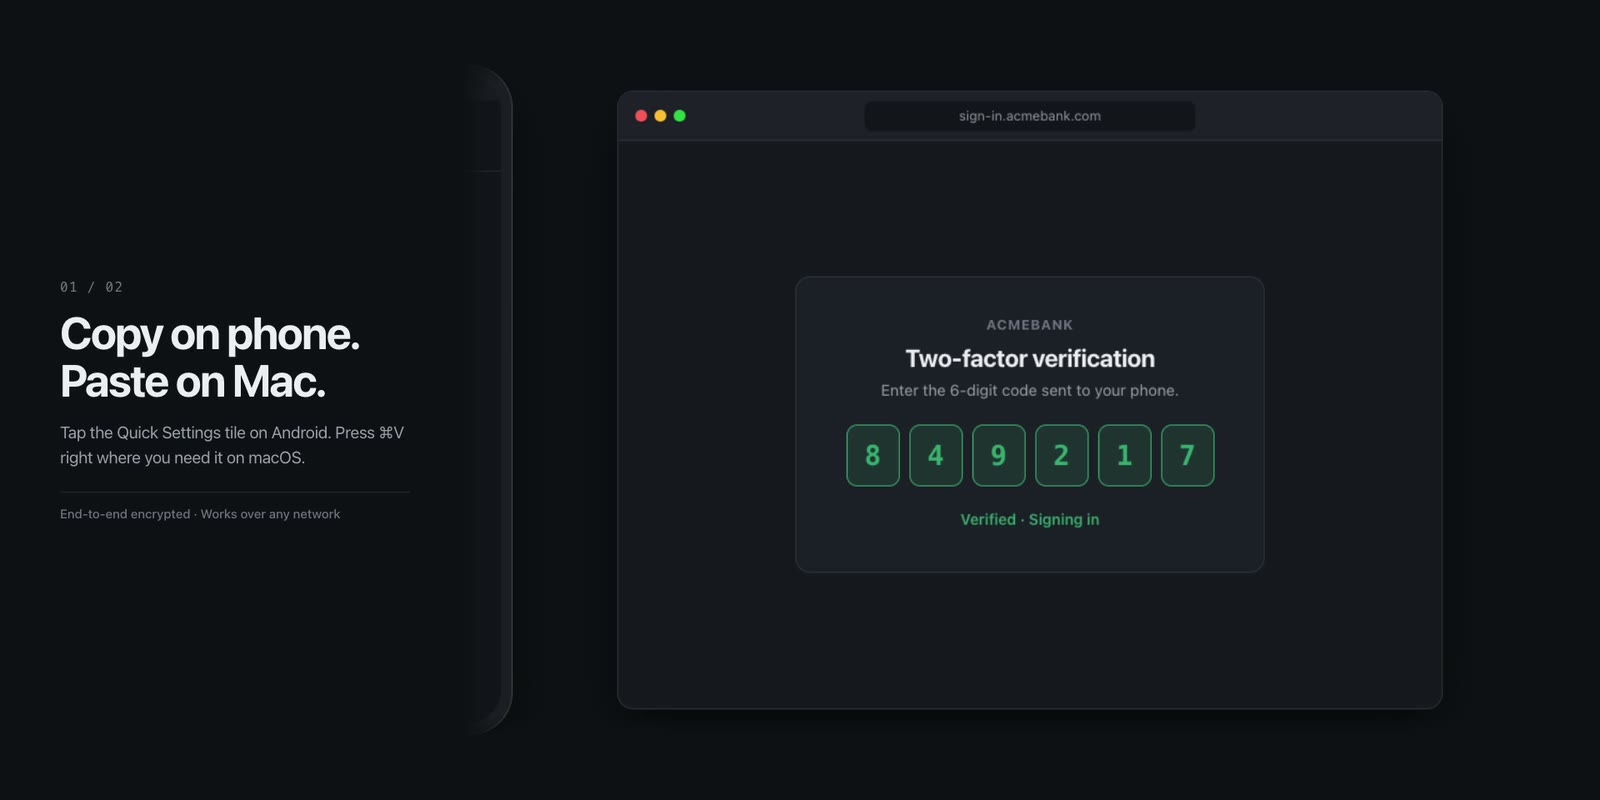 01 / 02
Copy on phone.
Paste on Mac.
Tap the Quick Settings tile on Android. Press ⌘V
right where you need it on macOS.
End-to-end encrypted · Works over any network
sign-in.acmebank.com
ACMEBANK
Two-factor verification
Enter the 6-digit code sent to your phone.
8 4 9 2 1 7
Verified · Signing in